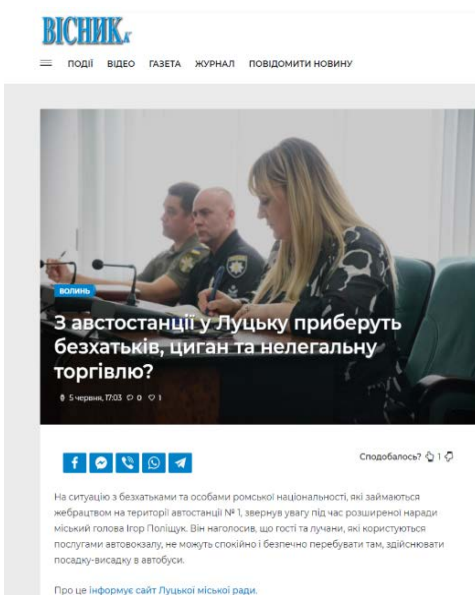 ВІСНИК.к
ПОДІЇ ВІДЕО ГАЗЕТА ЖУРНАЛ ПОВІДОМИТИ НОВИНУ
ВОЛИНЬ
З австостанції у Луцьку приберуть
безхатьків, циган та нелегальну
торгівлю?
5 червня, 17:03 0 1
Сподобалось? 1
На ситуацію з безхатьками та особами ромської національності, які займаються
жебрацтвом на території автостанції № 1, звернув увагу під час розширеної наради
міський голова Ігор Поліщук. Він наголосив, що гості та лучани, які користуються
послугами автовокзалу, не можуть спокійно і безпечно перебувати там, здійснювати
посадку-висадку в автобуси.
Про це інформує сайт Луцької міської ради.